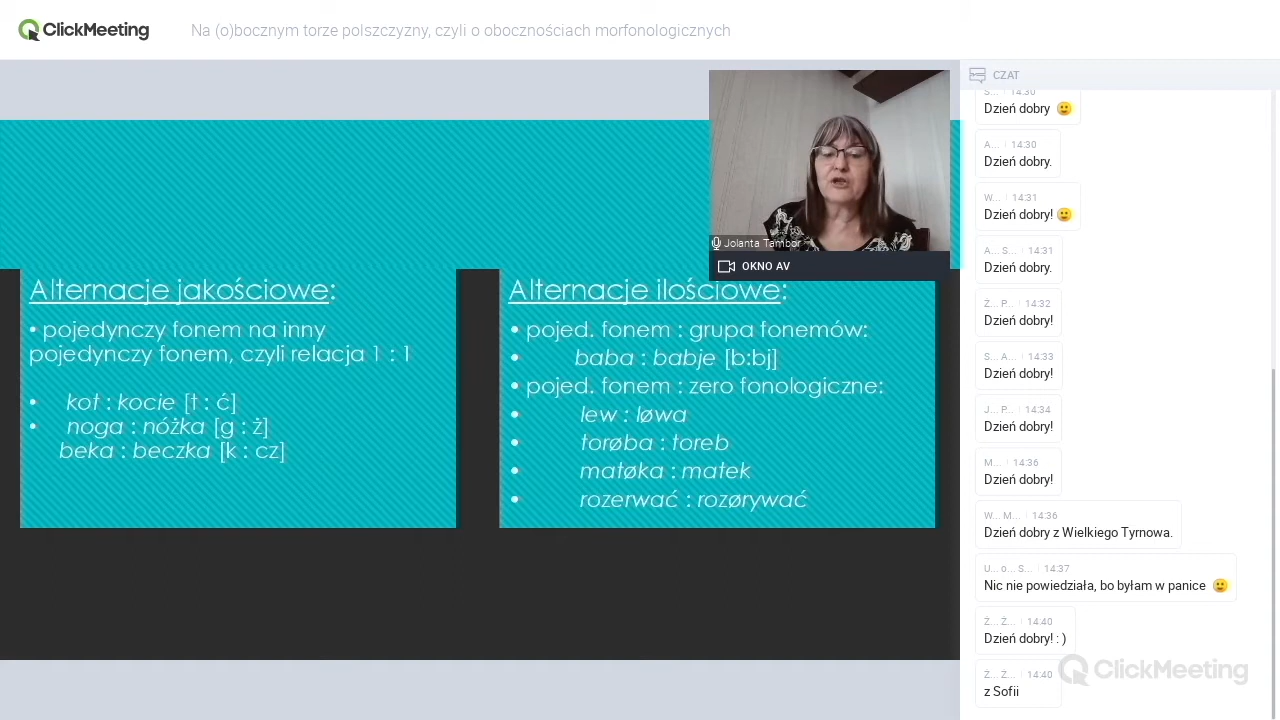 ClickMeeting
Na (o)bocznym torze polszczyzny, czyli o obocznościach morfonologicznych
Jolanta Tambor
OKNO AV
Alternacje jakościowe:
• pojedynczy fonem na inny
pojedynczy fonem, czyli relacja 1 : 1
• kot : kocie [t : ć]
• noga : nóżka [g : ż]
beka : beczka [k : cz]
Alternacje ilościowe:
• pojed. fonem : grupa fonemów:
• baba : babje [b:bj]
• pojed. fonem : zero fonologiczne:
• lew : løwa
• torøba : toreb
• matøka : matek
• rozerwać : rozørywać
CZAT
S... 14:30
Dzień dobry 🙂
A... 14:30
Dzień dobry.
W... 14:31
Dzień dobry! 🙂
A... S... 14:31
Dzień dobry.
Ż... P... 14:32
Dzień dobry!
S... A... 14:33
Dzień dobry!
J... P... 14:34
Dzień dobry!
M... 14:36
Dzień dobry!
W... M... 14:36
Dzień dobry z Wielkiego Tyrnowa.
U... o... S... 14:37
Nic nie powiedziała, bo byłam w panice 🙂
Ż... Ż... 14:40
Dzień dobry! : )
Ż... Ż... 14:40
z Sofii
ClickMeeting